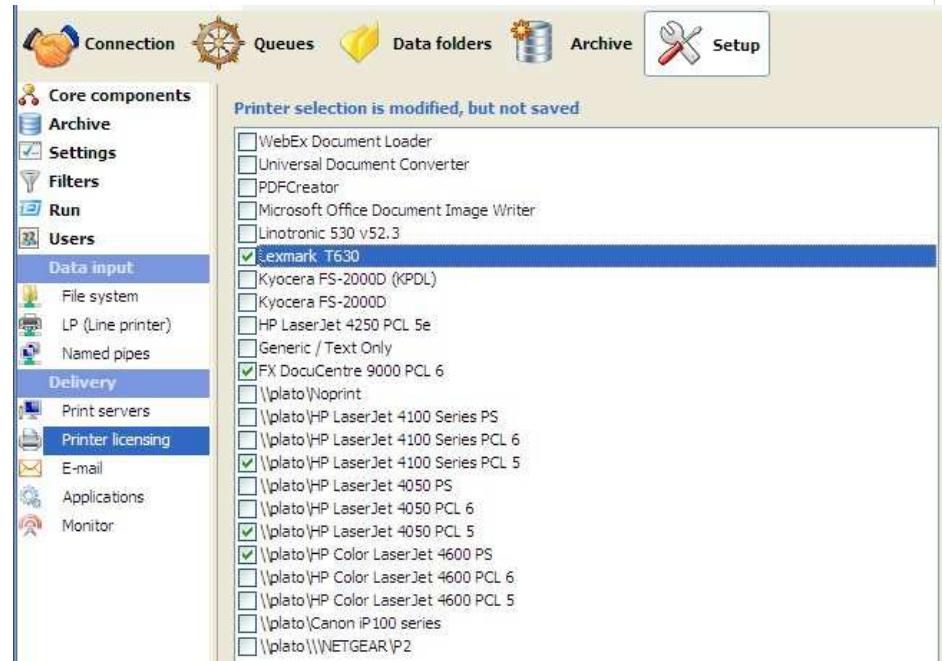 Connection
Queues
Data folders
Archive
Setup
Core components
Archive
Settings
Filters
Run
Users
Data input
File system
LP (Line printer)
Named pipes
Delivery
Print servers
Printer licensing
E-mail
Applications
Monitor
Printer selection is modified, but not saved
WebEx Document Loader
Universal Document Converter
PDFCreator
Microsoft Office Document Image Writer
Linotronic 530 v52.3
Lexmark T630
Kyocera FS-2000D (KPDL)
Kyocera FS-2000D
HP LaserJet 4250 PCL 5e
Generic / Text Only
FX DocuCentre 9000 PCL 6
\\plato\Noprint
\\plato\HP LaserJet 4100 Series PS
\\plato\HP LaserJet 4100 Series PCL 6
\\plato\HP LaserJet 4100 Series PCL 5
\\plato\HP LaserJet 4050 PS
\\plato\HP LaserJet 4050 PCL 6
\\plato\HP LaserJet 4050 PCL 5
\\plato\HP Color LaserJet 4600 PS
\\plato\HP Color LaserJet 4600 PCL 6
\\plato\HP Color LaserJet 4600 PCL 5
\\plato\Canon iP100 series
\\plato\\\NETGEAR\P2